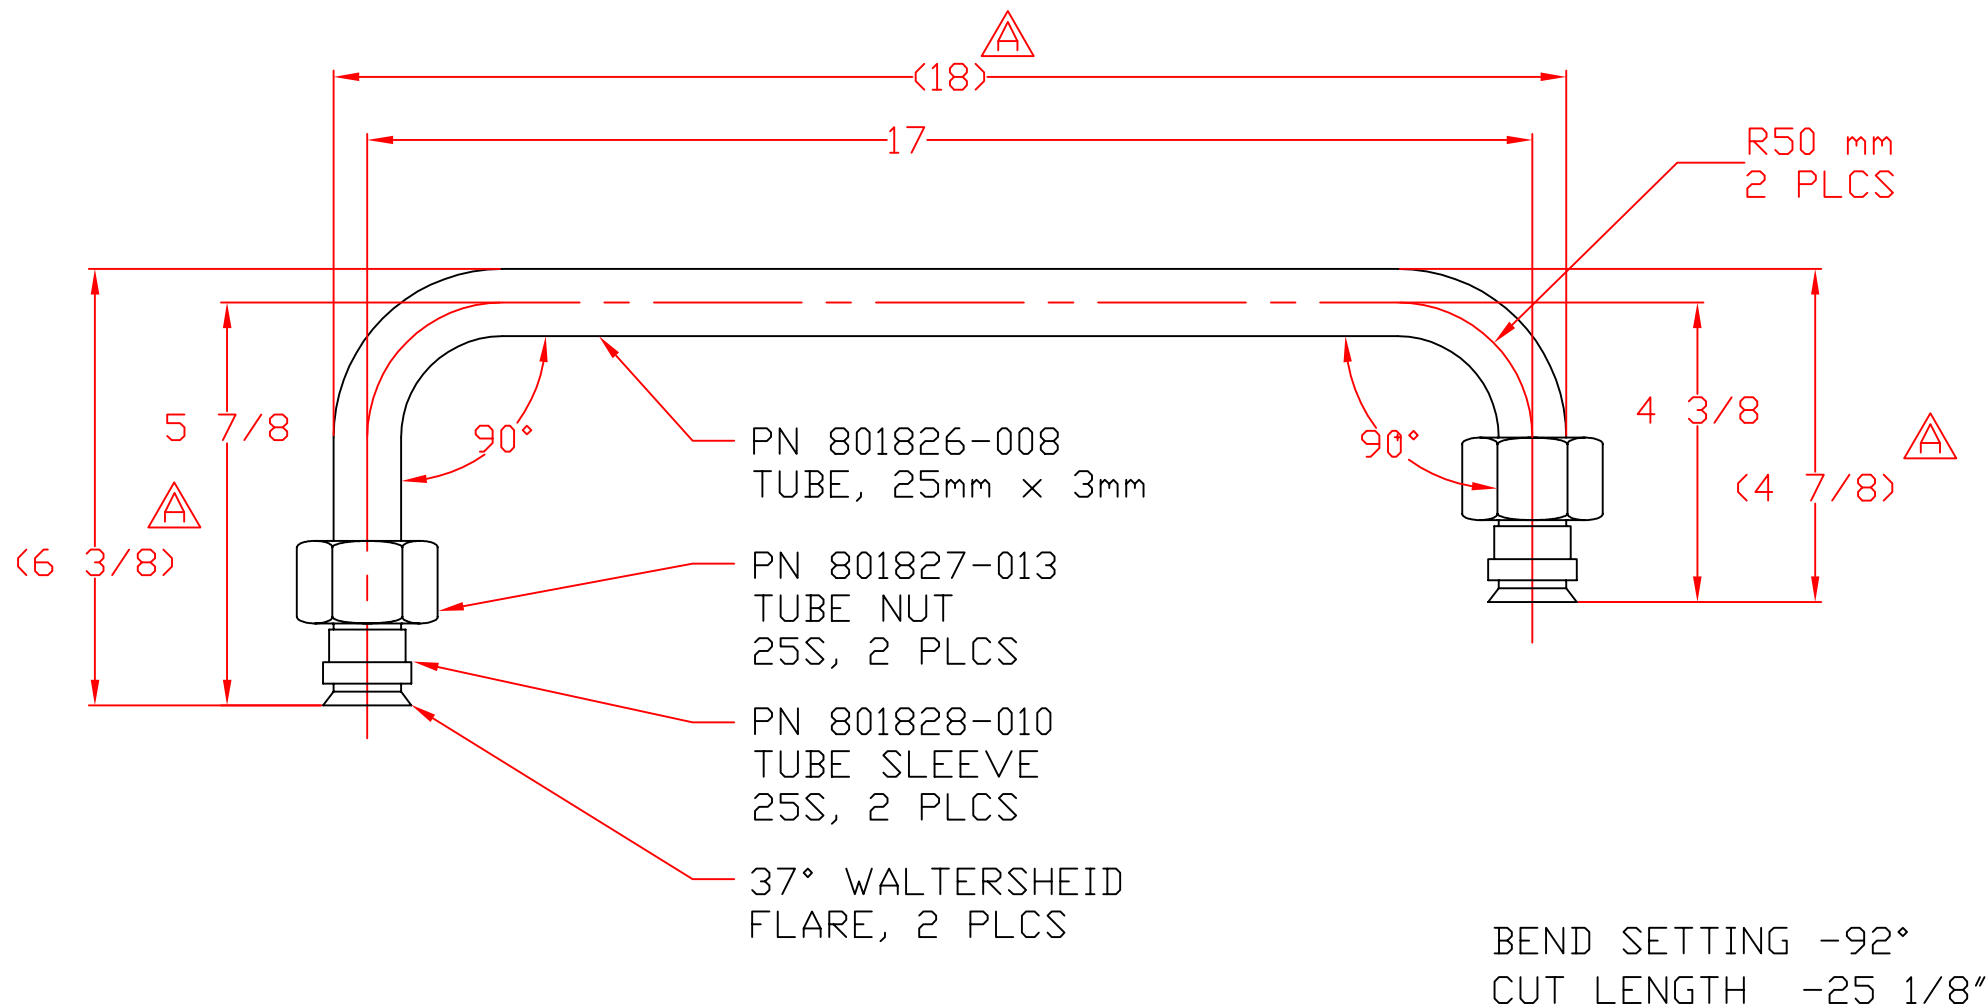 A
(18)
17
R50 mm
2 PLCS
5 7/8
90°
PN 801826-008
TUBE, 25mm x 3mm
90°
4 3/8
A
(4 7/8)
A
(6 3/8)
PN 801827-013
TUBE NUT
25S, 2 PLCS
PN 801828-010
TUBE SLEEVE
25S, 2 PLCS
37° WALTERSHEID
FLARE, 2 PLCS
BEND SETTING -92°
CUT LENGTH -25 1/8"